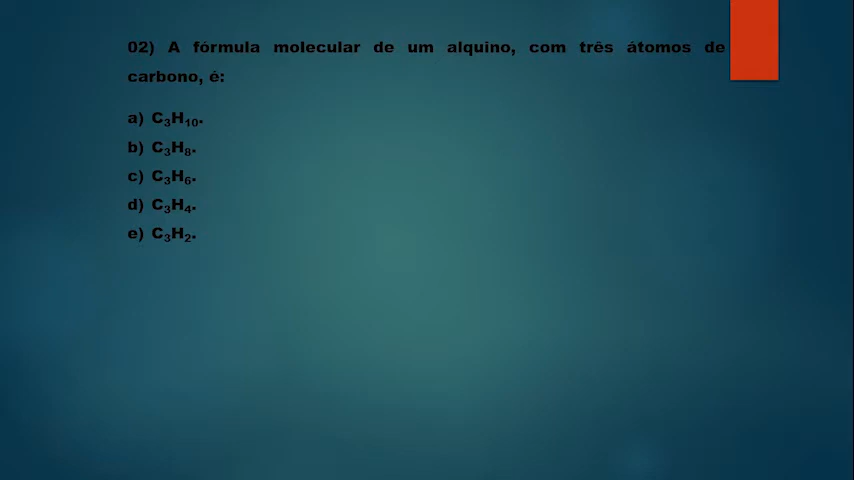 02) A fórmula molecular de um alquino, com três átomos de
carbono, é:
a) C₃H₁₀.
b) C₃H₈.
c) C₃H₆.
d) C₃H₄.
e) C₃H₂.